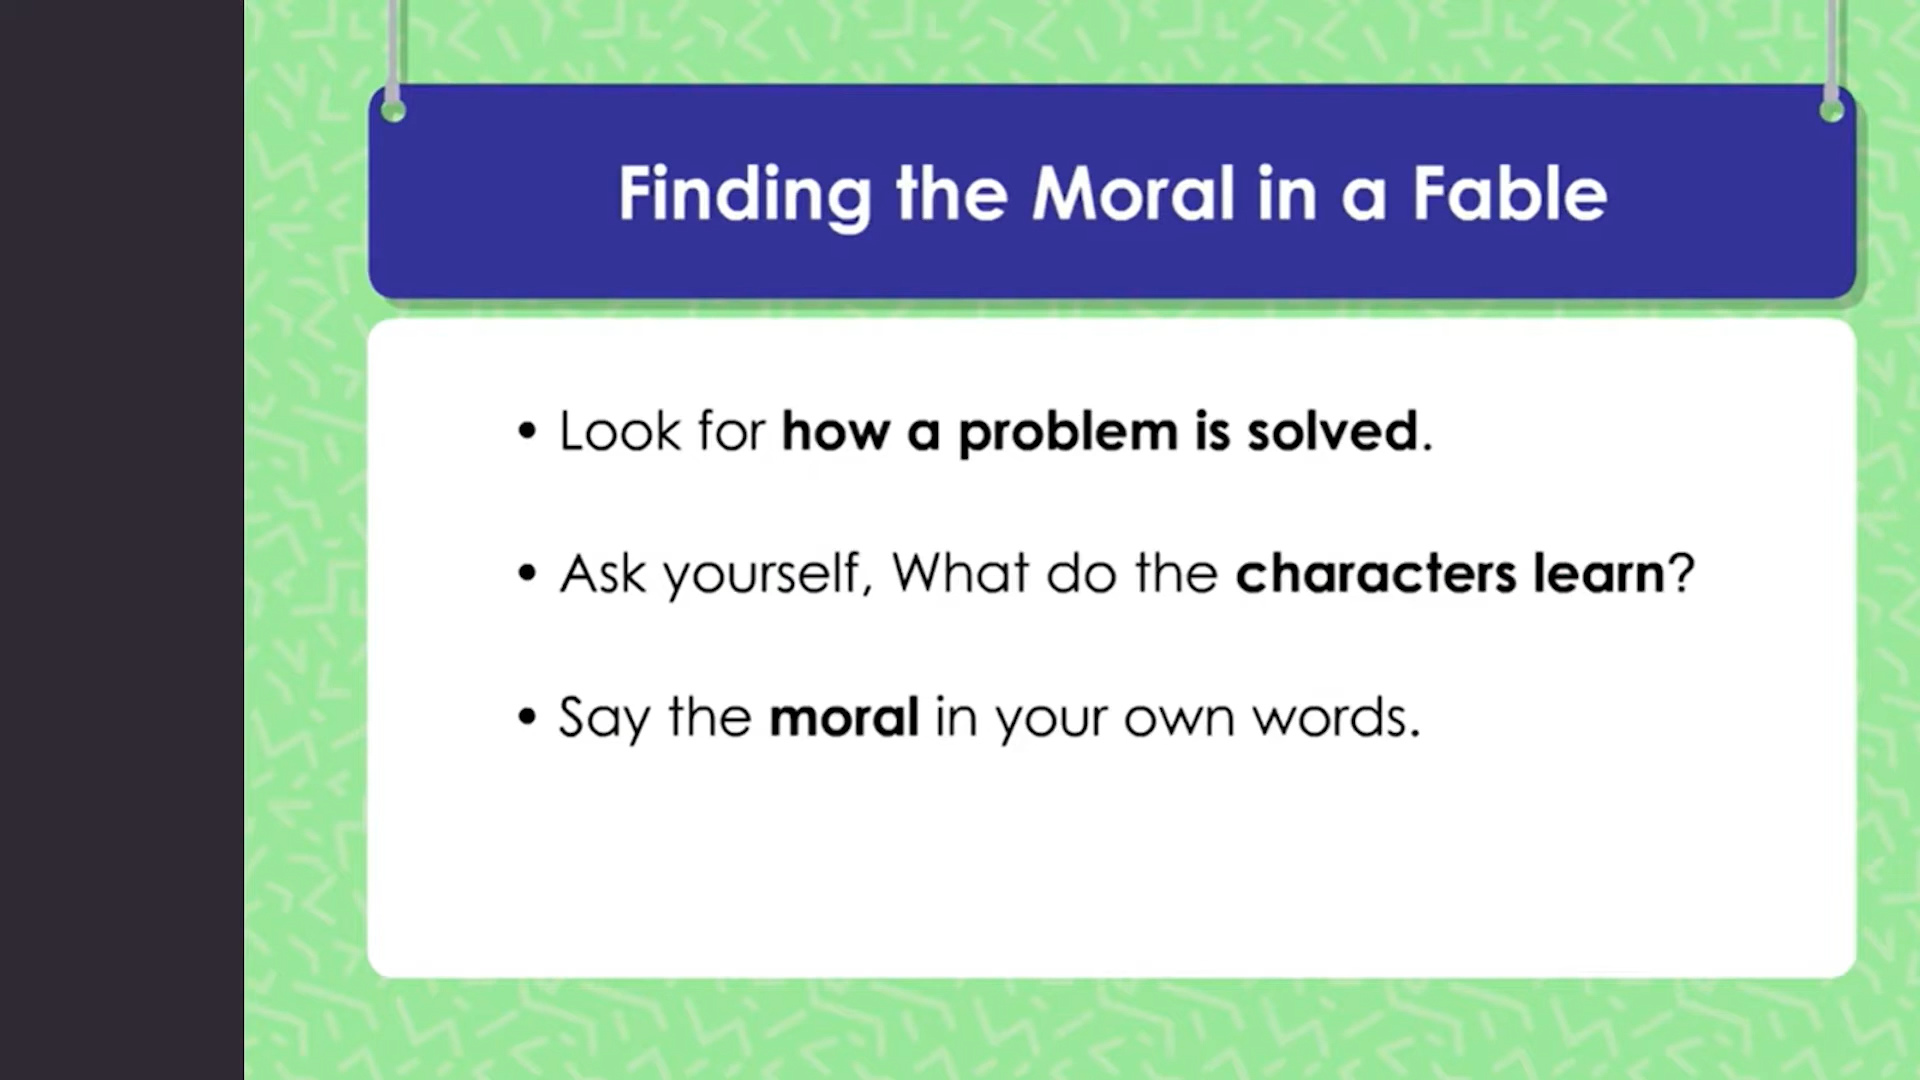 Finding the Moral in a Fable
• Look for how a problem is solved.
• Ask yourself, What do the characters learn?
• Say the moral in your own words.